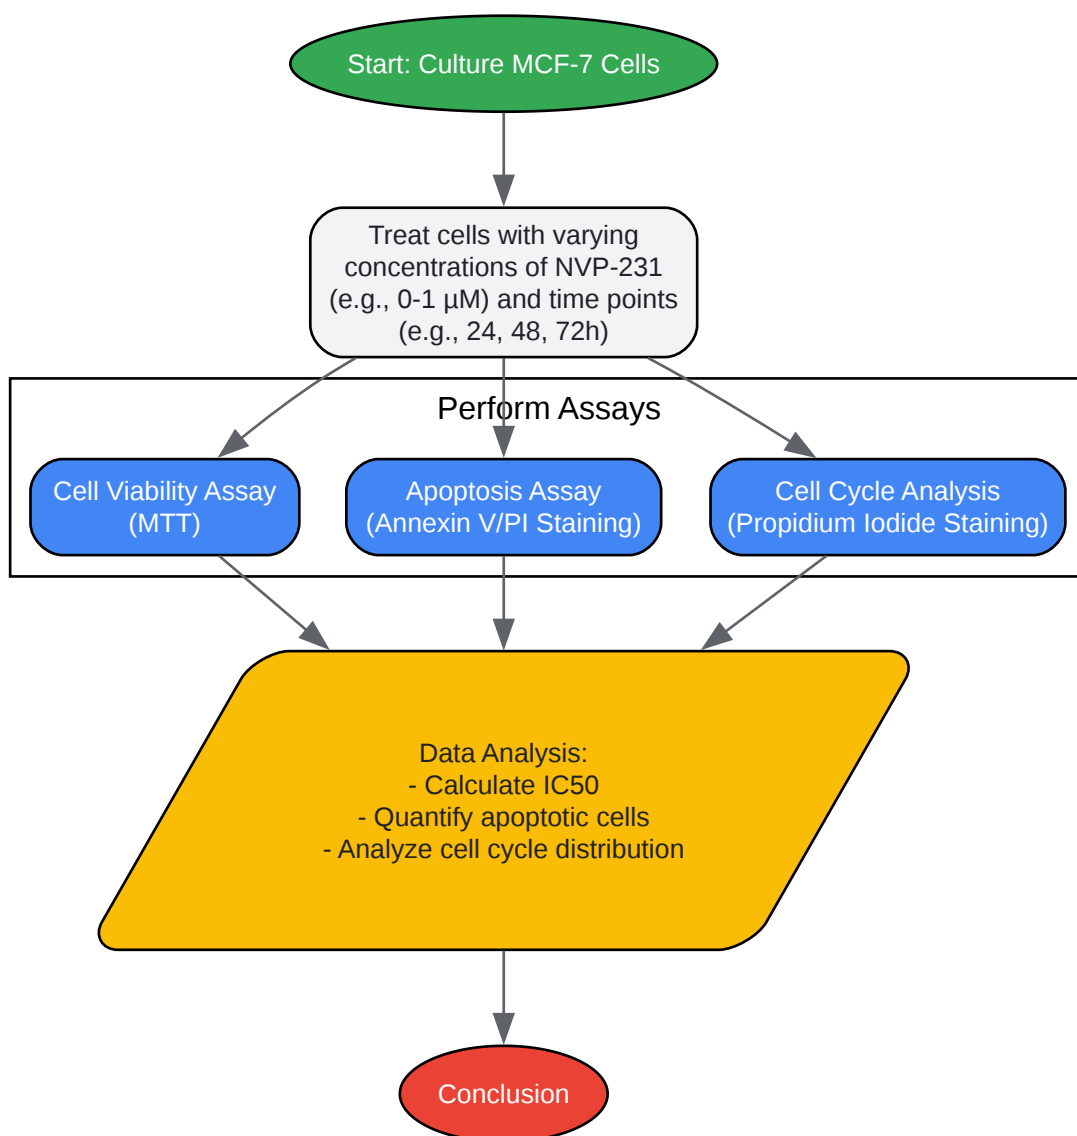 Start: Culture MCF-7 Cells
Treat cells with varying
concentrations of NVP-231
(e.g., 0-1 µM) and time points
(e.g., 24, 48, 72h)
Perform Assays
Cell Viability Assay
(MTT)
Apoptosis Assay
(Annexin V/PI Staining)
Cell Cycle Analysis
(Propidium Iodide Staining)
Data Analysis:
- Calculate IC50
- Quantify apoptotic cells
- Analyze cell cycle distribution
Conclusion